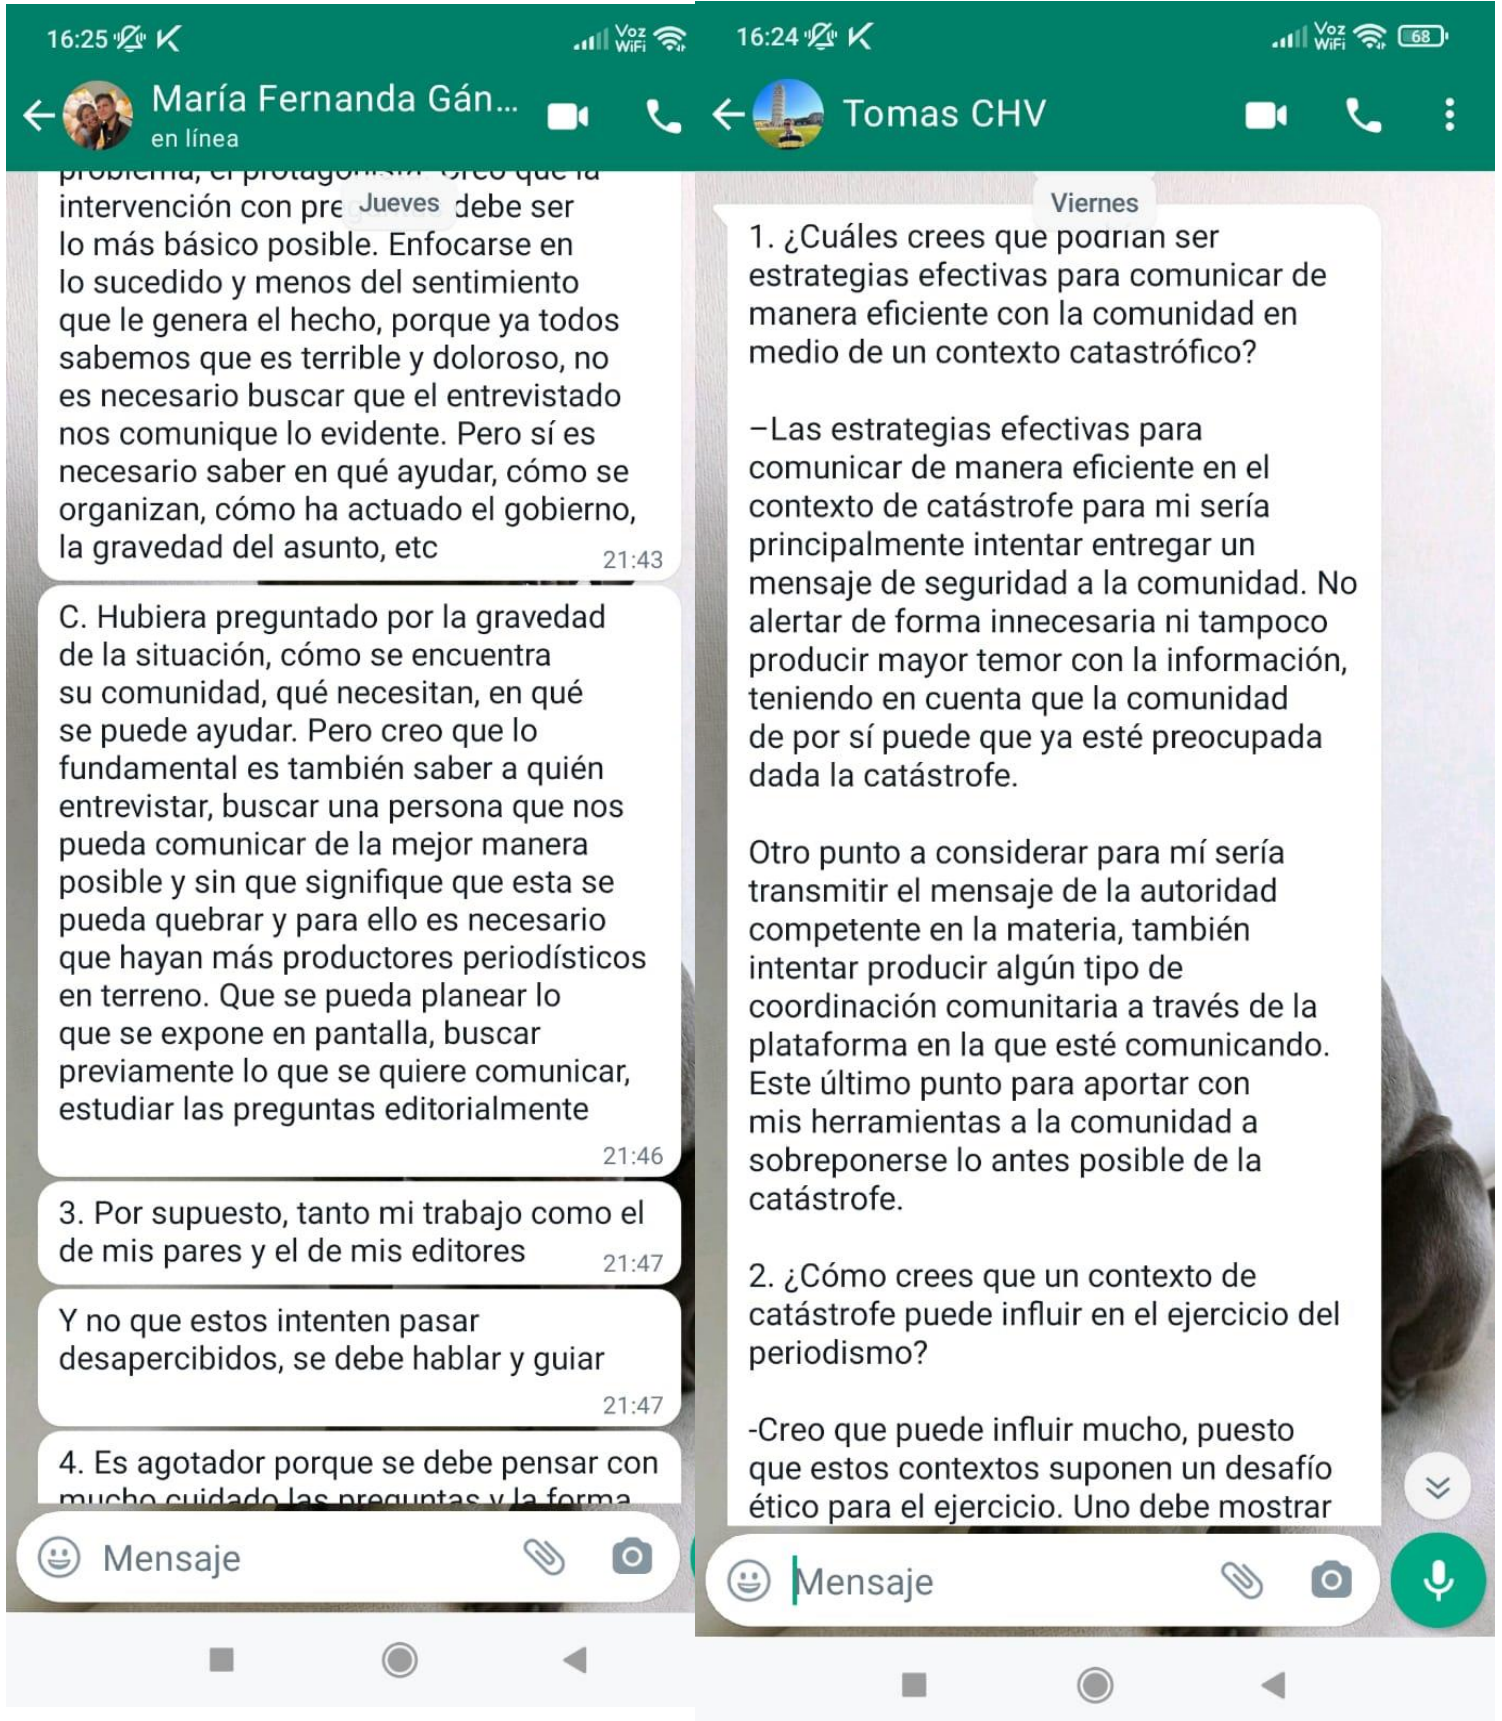 16:25
Voz
WiFi
María Fernanda Gán...
en línea
Jueves
problema, el protagonista. Creo que la
intervención con pre debe ser
lo más básico posible. Enfocarse en
lo sucedido y menos del sentimiento
que le genera el hecho, porque ya todos
sabemos que es terrible y doloroso, no
es necesario buscar que el entrevistado
nos comunique lo evidente. Pero sí es
necesario saber en qué ayudar, cómo se
organizan, cómo ha actuado el gobierno,
la gravedad del asunto, etc
21:43
C. Hubiera preguntado por la gravedad
de la situación, cómo se encuentra
su comunidad, qué necesitan, en qué
se puede ayudar. Pero creo que lo
fundamental es también saber a quién
entrevistar, buscar una persona que nos
pueda comunicar de la mejor manera
posible y sin que signifique que esta se
pueda quebrar y para ello es necesario
que hayan más productores periodísticos
en terreno. Que se pueda planear lo
que se expone en pantalla, buscar
previamente lo que se quiere comunicar,
estudiar las preguntas editorialmente
21:46
3. Por supuesto, tanto mi trabajo como el
de mis pares y el de mis editores
21:47
Y no que estos intenten pasar
desapercibidos, se debe hablar y guiar
21:47
4. Es agotador porque se debe pensar con
mucho cuidado las preguntas y la forma
Mensaje
16:24
Voz
WiFi
68
Tomas CHV
Viernes
1. ¿Cuáles crees que podrían ser
estrategias efectivas para comunicar de
manera eficiente con la comunidad en
medio de un contexto catastrófico?
–Las estrategias efectivas para
comunicar de manera eficiente en el
contexto de catástrofe para mi sería
principalmente intentar entregar un
mensaje de seguridad a la comunidad. No
alertar de forma innecesaria ni tampoco
producir mayor temor con la información,
teniendo en cuenta que la comunidad
de por sí puede que ya esté preocupada
dada la catástrofe.
Otro punto a considerar para mí sería
transmitir el mensaje de la autoridad
competente en la materia, también
intentar producir algún tipo de
coordinación comunitaria a través de la
plataforma en la que esté comunicando.
Este último punto para aportar con
mis herramientas a la comunidad a
sobreponerse lo antes posible de la
catástrofe.
2. ¿Cómo crees que un contexto de
catástrofe puede influir en el ejercicio del
periodismo?
-Creo que puede influir mucho, puesto
que estos contextos suponen un desafío
ético para el ejercicio. Uno debe mostrar
Mensaje